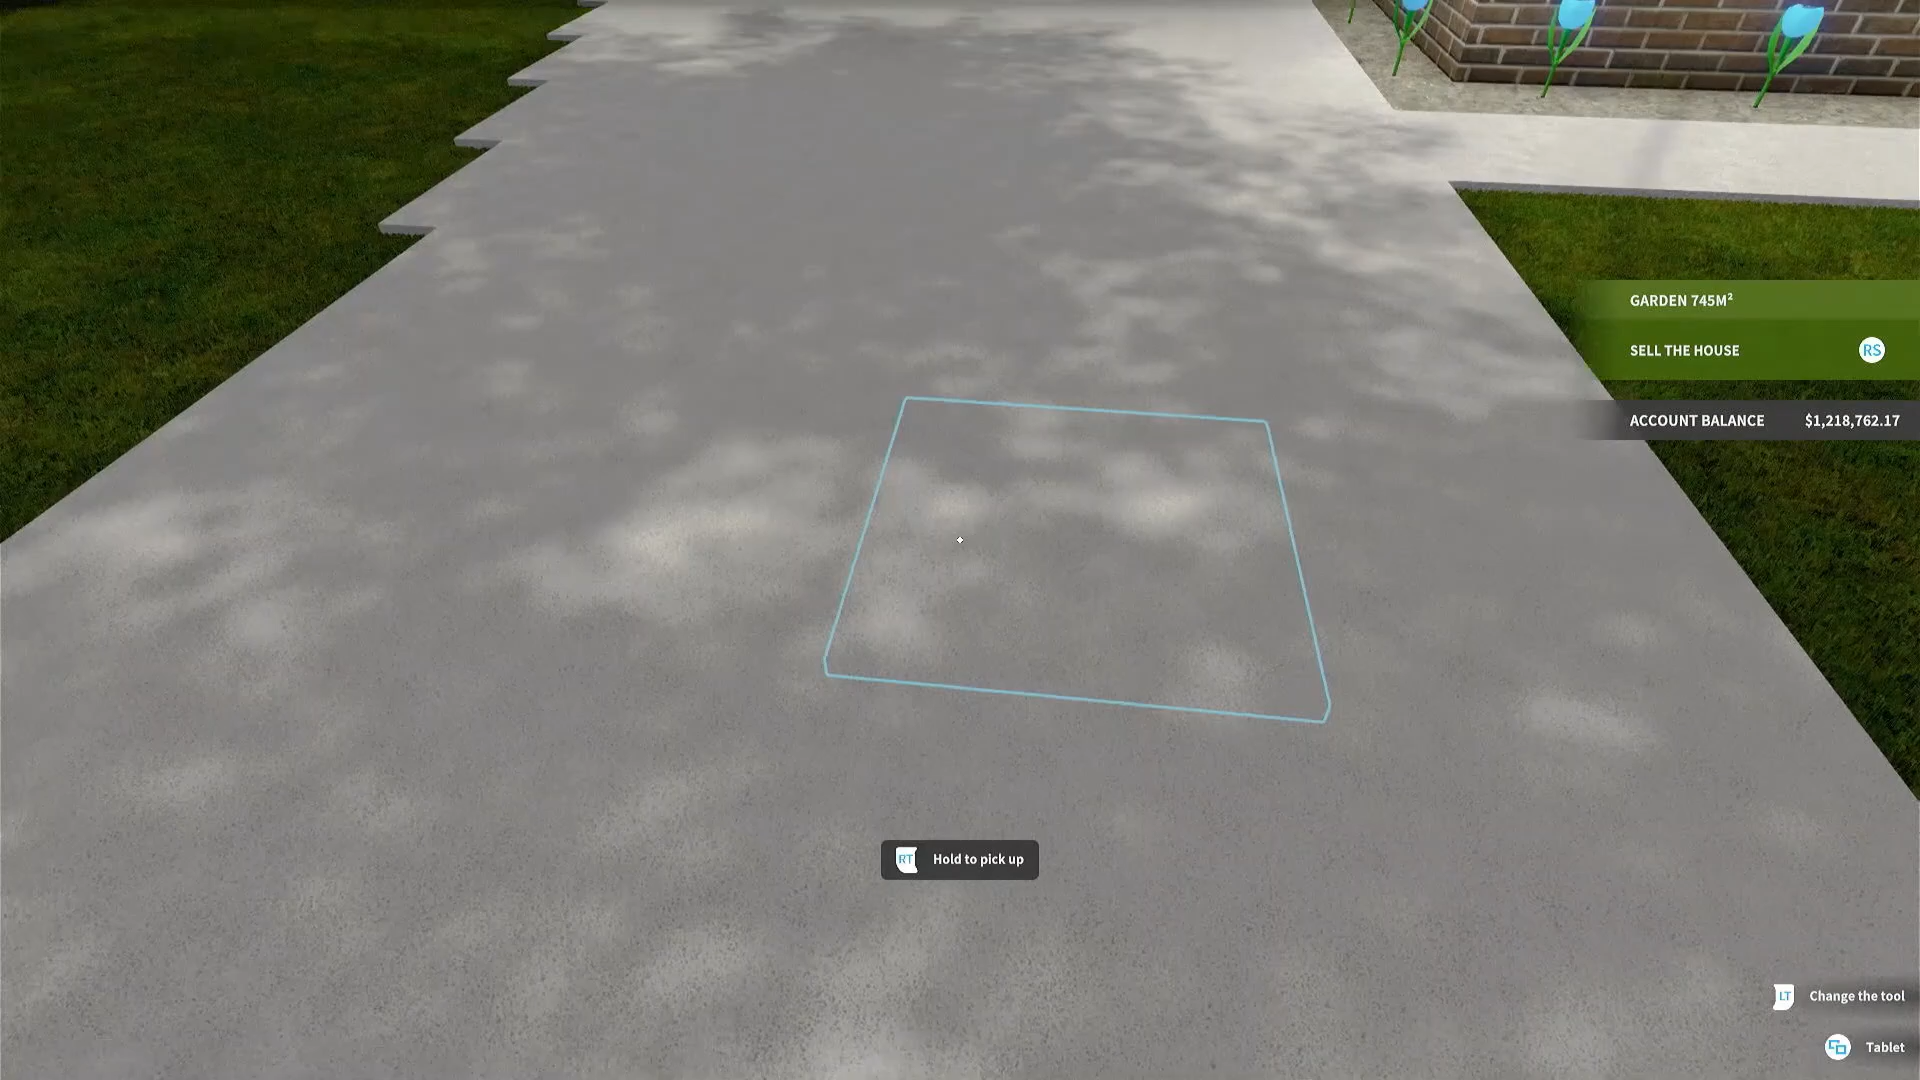 GARDEN 745M²
SELL THE HOUSE RS
ACCOUNT BALANCE $1,218,762.17
RT Hold to pick up
LT Change the tool
Tablet